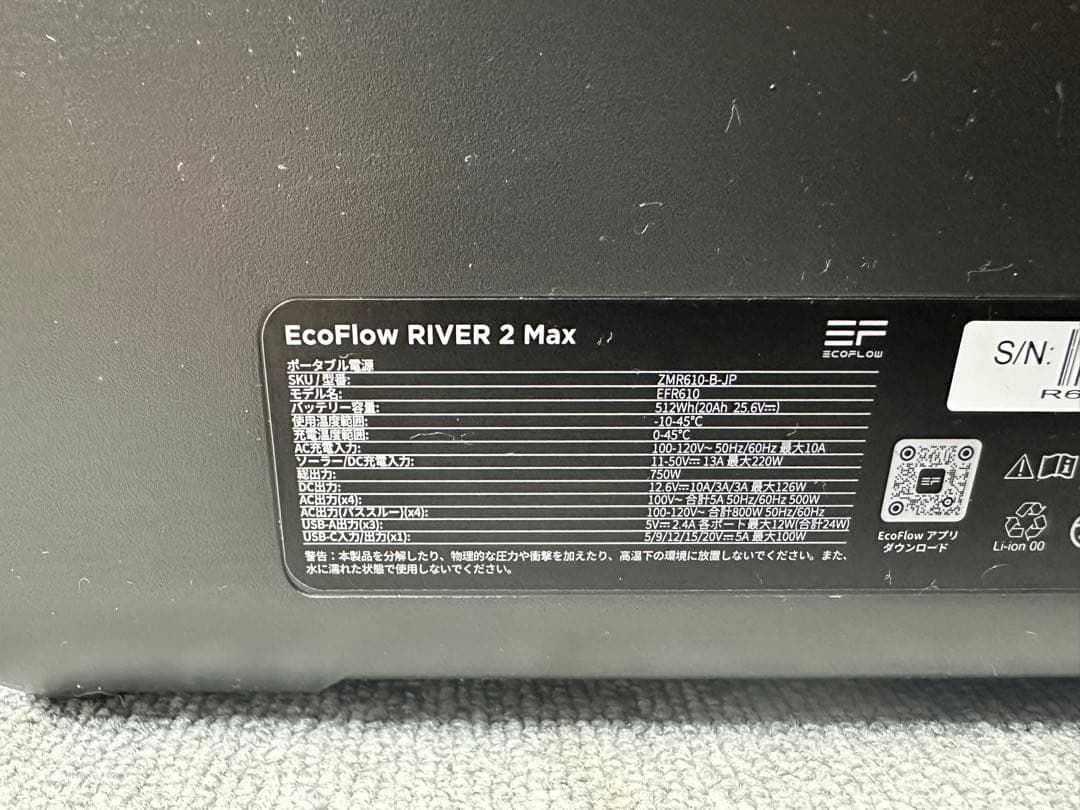 EcoFlow RIVER 2 Max
EF
ECOFLOW
ポータブル電源
SKU/型番: ZMR610-B-JP
モデル名: EFR610
バッテリー容量: 512Wh(20Ah 25.6V⎓)
使用温度範囲: -10-45°C
充電温度範囲: 0-45°C
AC充電入力: 100-120V~ 50Hz/60Hz 最大10A
ソーラー/DC充電入力: 11-50V⎓ 13A 最大220W
総出力: 750W
DC出力: 12.6V⎓10A/3A/3A 最大126W
AC出力(x4): 100V~ 合計5A 50Hz/60Hz 500W
AC出力(パススルー)(x4): 100-120V~ 合計800W 50Hz/60Hz
USB-A出力(x3): 5V⎓ 2.4A 各ポート最大12W(合計24W)
USB-C入力/出力(x1): 5/9/12/15/20V⎓5A 最大100W
警告：本製品を分解したり、物理的な圧力や衝撃を加えたり、高温下の環境に放置しないでください。また、
水に濡れた状態で使用しないでください。
EcoFlow アプリ
ダウンロード
S/N:
Li-ion 00